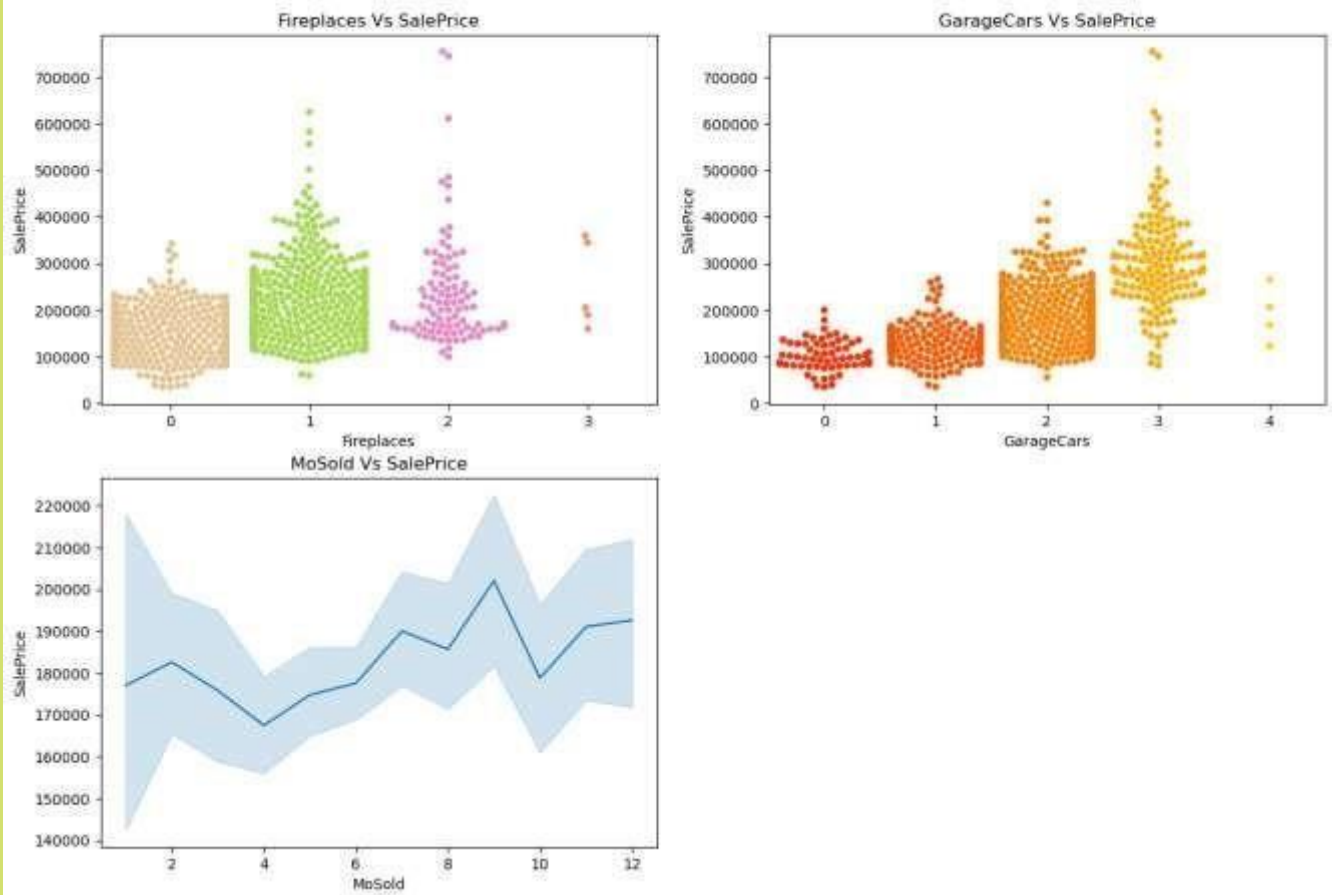 Fireplaces Vs SalePrice
700000
600000
500000
400000
300000
200000
100000
0
SalePrice
0 1 2 3
Fireplaces
GarageCars Vs SalePrice
700000
600000
500000
400000
300000
200000
100000
0
SalePrice
0 1 2 3 4
GarageCars
MoSold Vs SalePrice
220000
210000
200000
190000
180000
170000
160000
150000
140000
SalePrice
2 4 6 8 10 12
MoSold